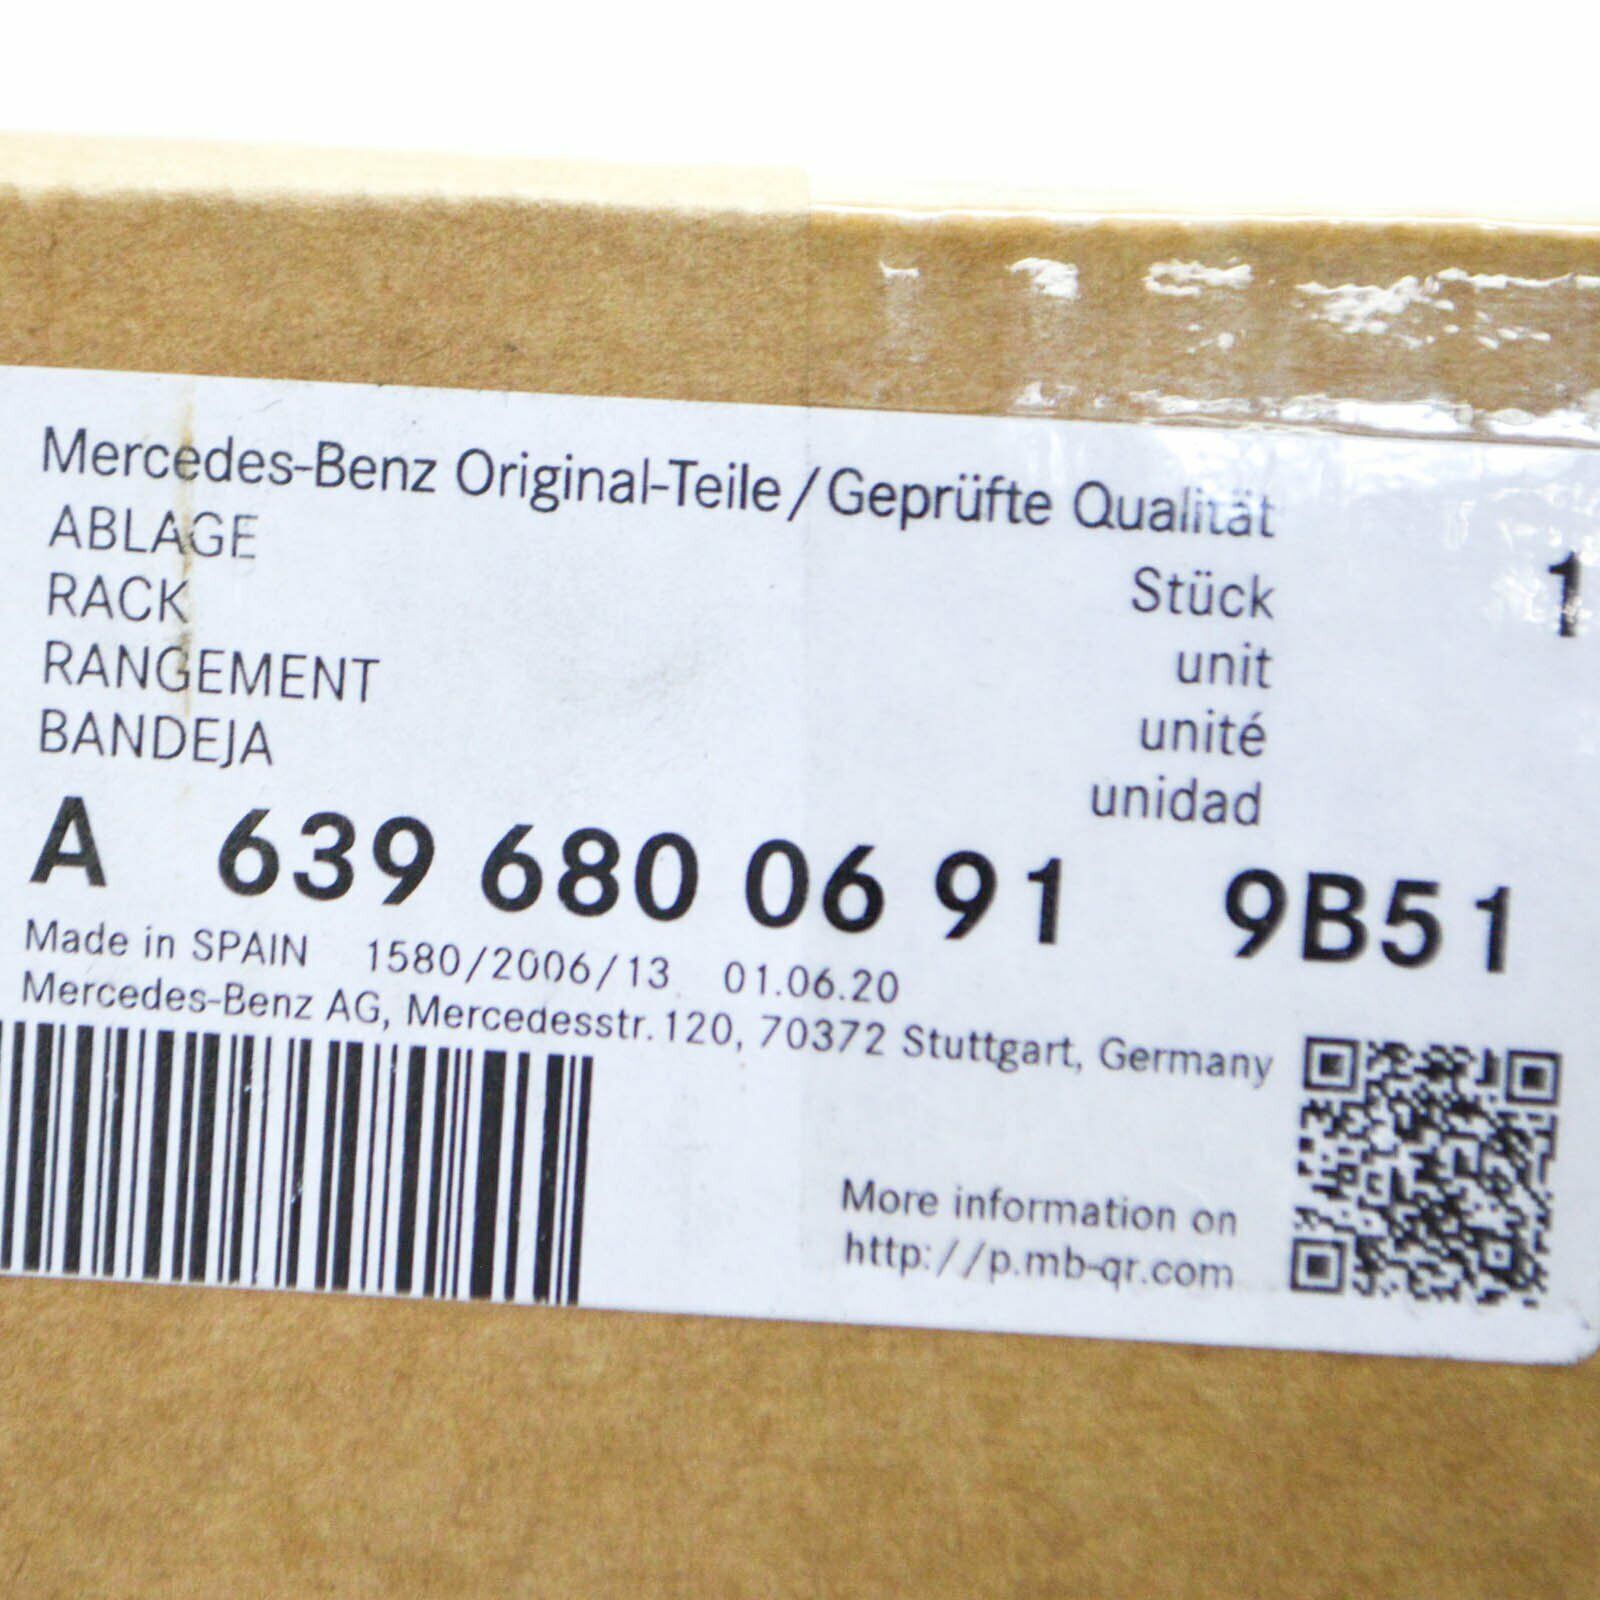 Mercedes-Benz Original-Teile / Geprüfte Qualität
ABLAGE
RACK
RANGEMENT
BANDEJA
Stück 1
unit
unité
unidad
A 639 680 06 91 9B51
Made in SPAIN 1580/2006/13 01.06.20
Mercedes-Benz AG, Mercedesstr. 120, 70372 Stuttgart, Germany
More information on
http://p.mb-qr.com